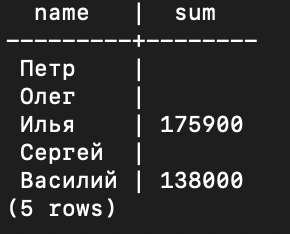 name | sum
---------+--------
Петр |
Олег |
Илья | 175900
Сергей |
Василий | 138000
(5 rows)